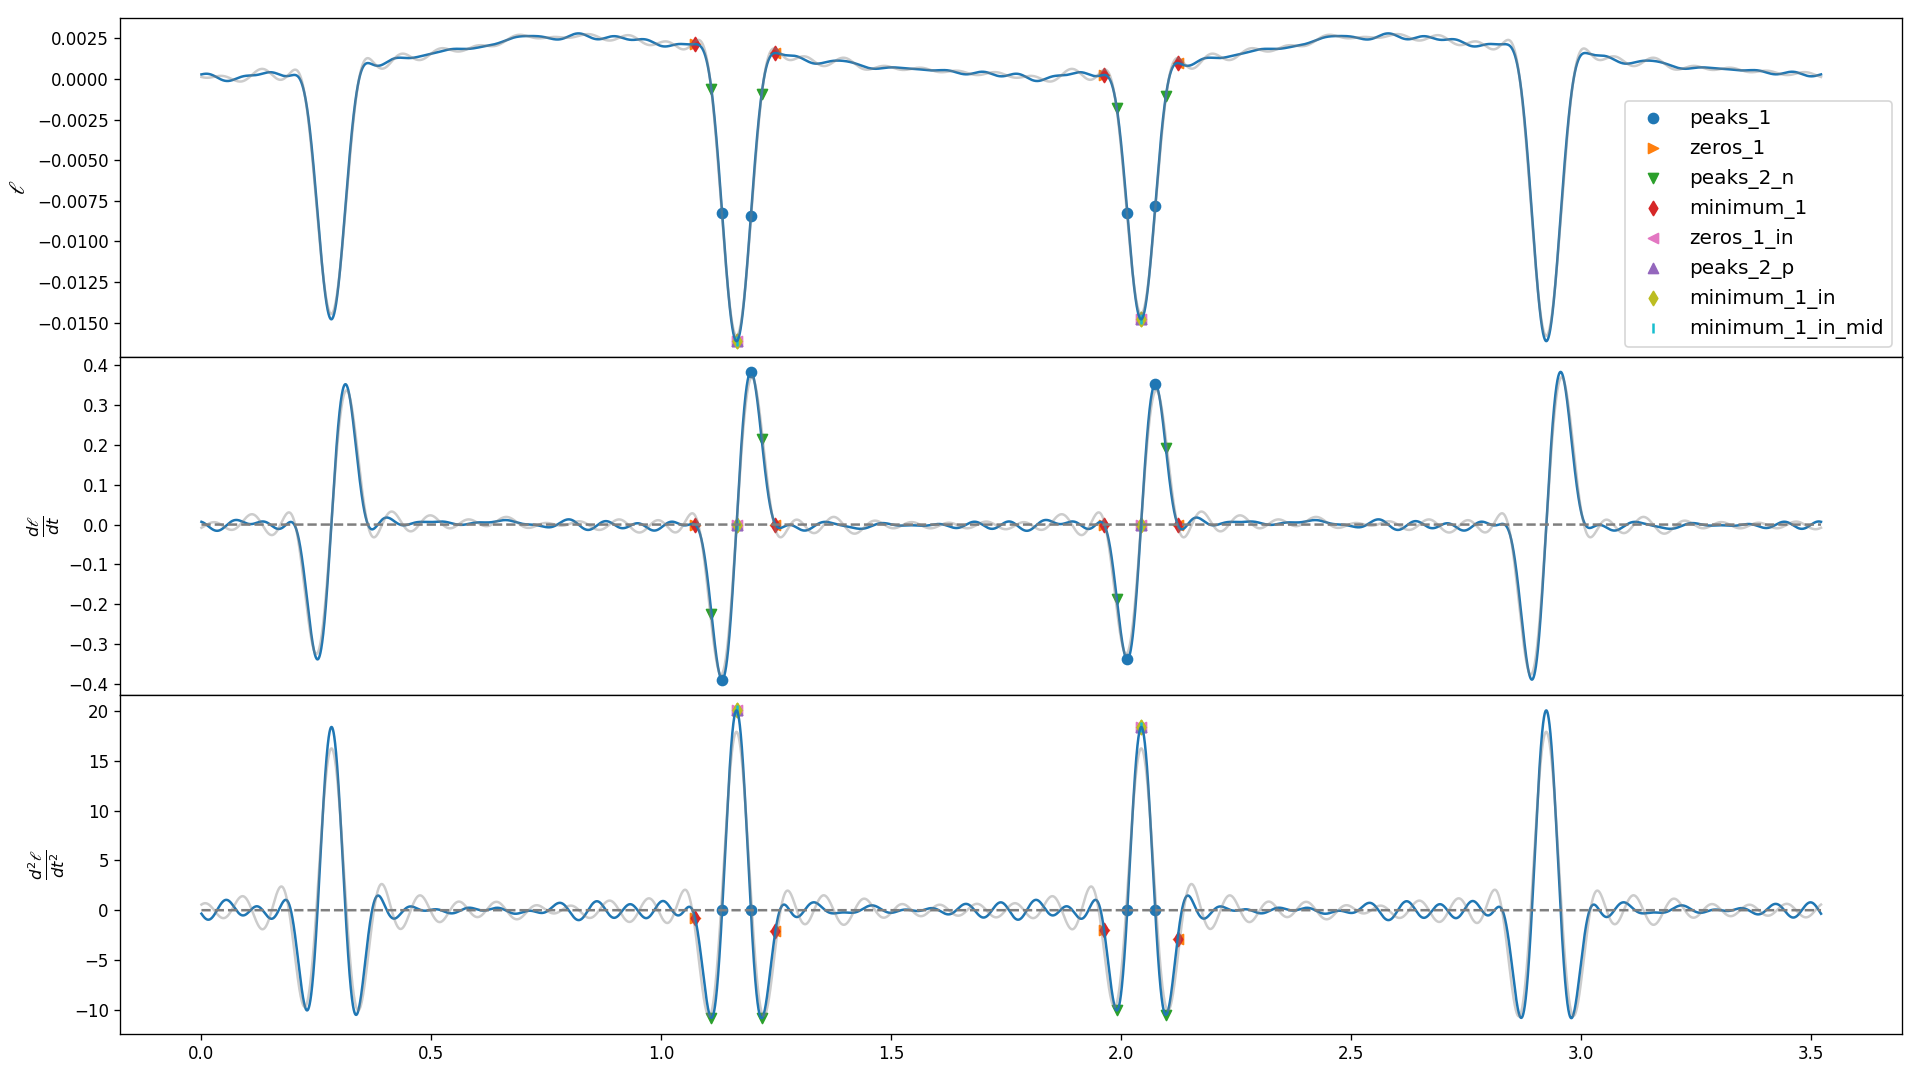 0.0025
0.0000
−0.0025
−0.0050
−0.0075
−0.0100
−0.0125
−0.0150
ℓ
peaks_1
zeros_1
peaks_2_n
minimum_1
zeros_1_in
peaks_2_p
minimum_1_in
minimum_1_in_mid
0.4
0.3
0.2
0.1
0.0
−0.1
−0.2
−0.3
−0.4
dℓ
dt
20
15
10
5
0
−5
−10
d²ℓ
dt²
0.0 0.5 1.0 1.5 2.0 2.5 3.0 3.5